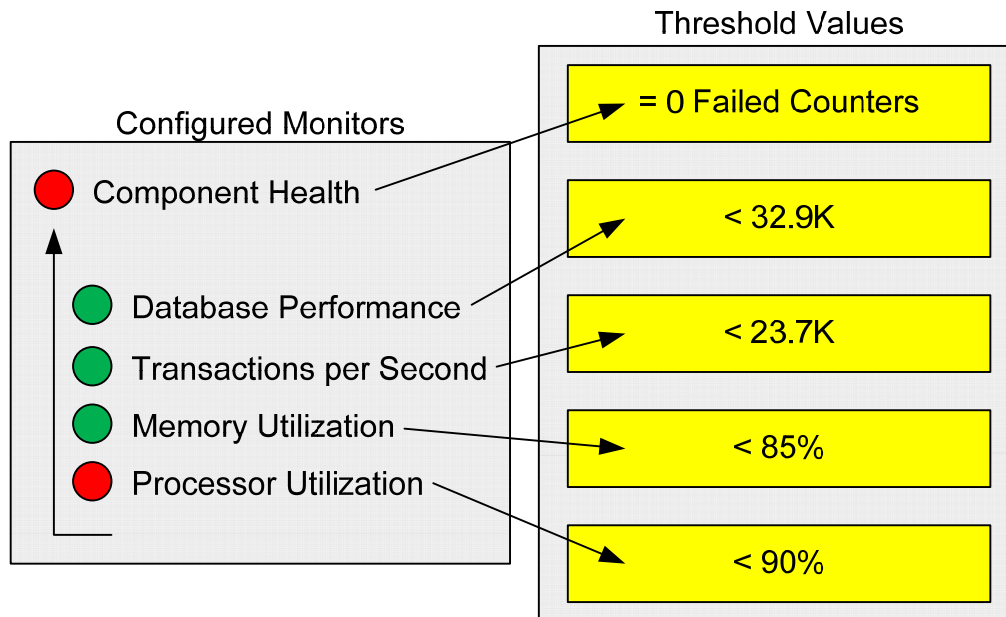 Threshold Values
= 0 Failed Counters
Configured Monitors
Component Health
< 32.9K
Database Performance
< 23.7K
Transactions per Second
Memory Utilization
< 85%
Processor Utilization
< 90%